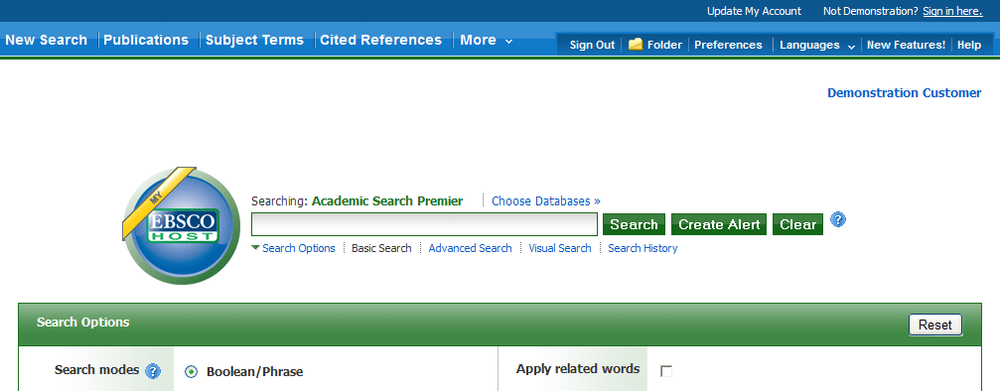 Update My Account Not Demonstration? Sign in here.
New Search Publications Subject Terms Cited References More
Sign Out Folder Preferences Languages New Features! Help
Demonstration Customer
MY
EBSCO
HOST
Searching: Academic Search Premier Choose Databases »
Search Create Alert Clear ?
Search Options Basic Search Advanced Search Visual Search Search History
Search Options Reset
Search modes ? Boolean/Phrase Apply related words